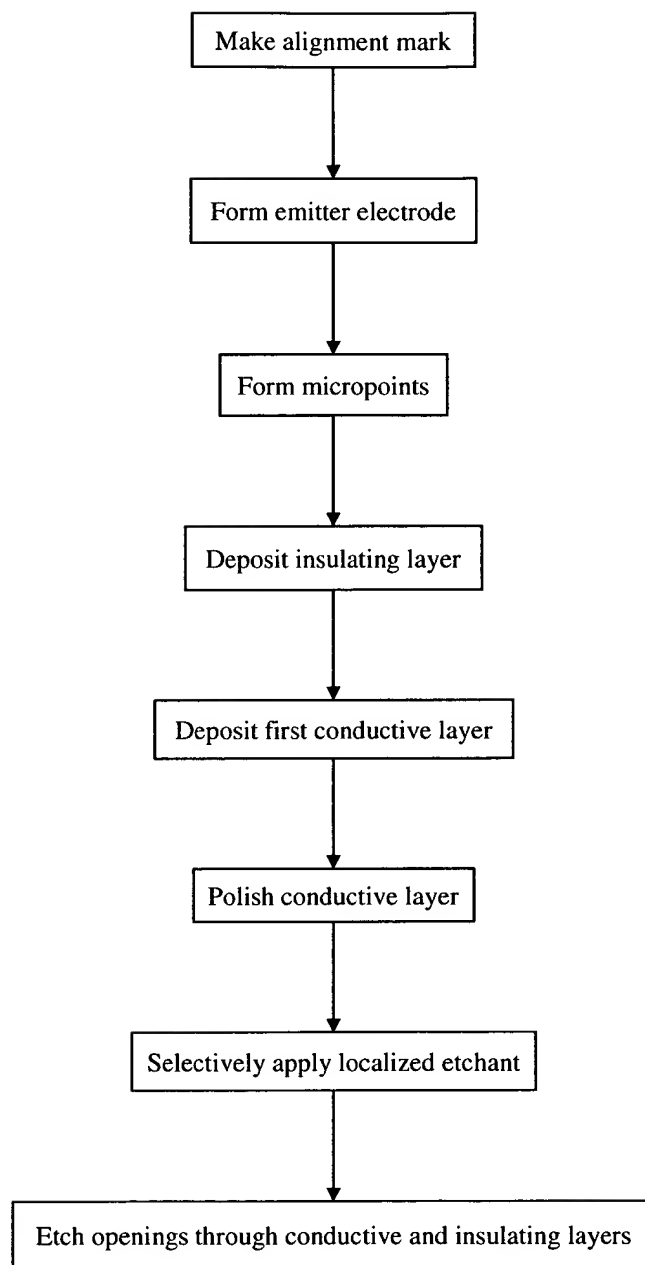 Make alignment mark
Form emitter electrode
Form micropoints
Deposit insulating layer
Deposit first conductive layer
Polish conductive layer
Selectively apply localized etchant
Etch openings through conductive and insulating layers